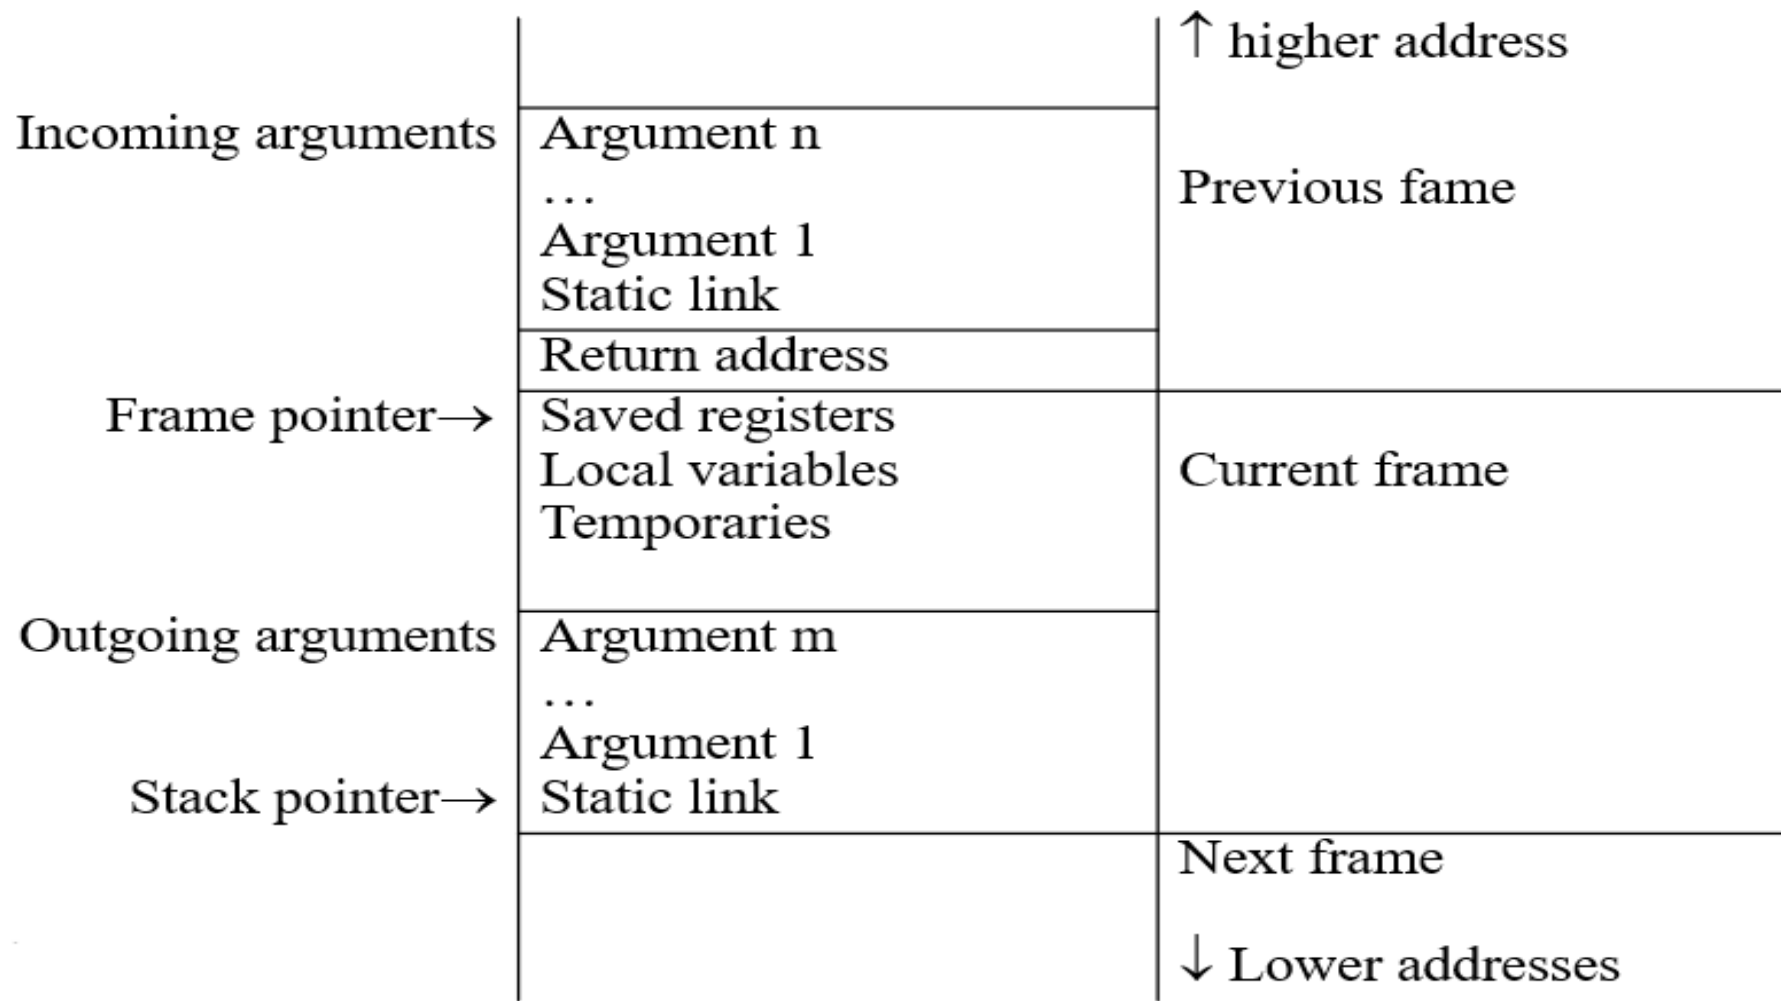 ↑ higher address
Incoming arguments Argument n
… Previous fame
Argument 1
Static link
Return address
Frame pointer→ Saved registers
Local variables Current frame
Temporaries
Outgoing arguments Argument m
…
Argument 1
Stack pointer→ Static link
Next frame
↓ Lower addresses